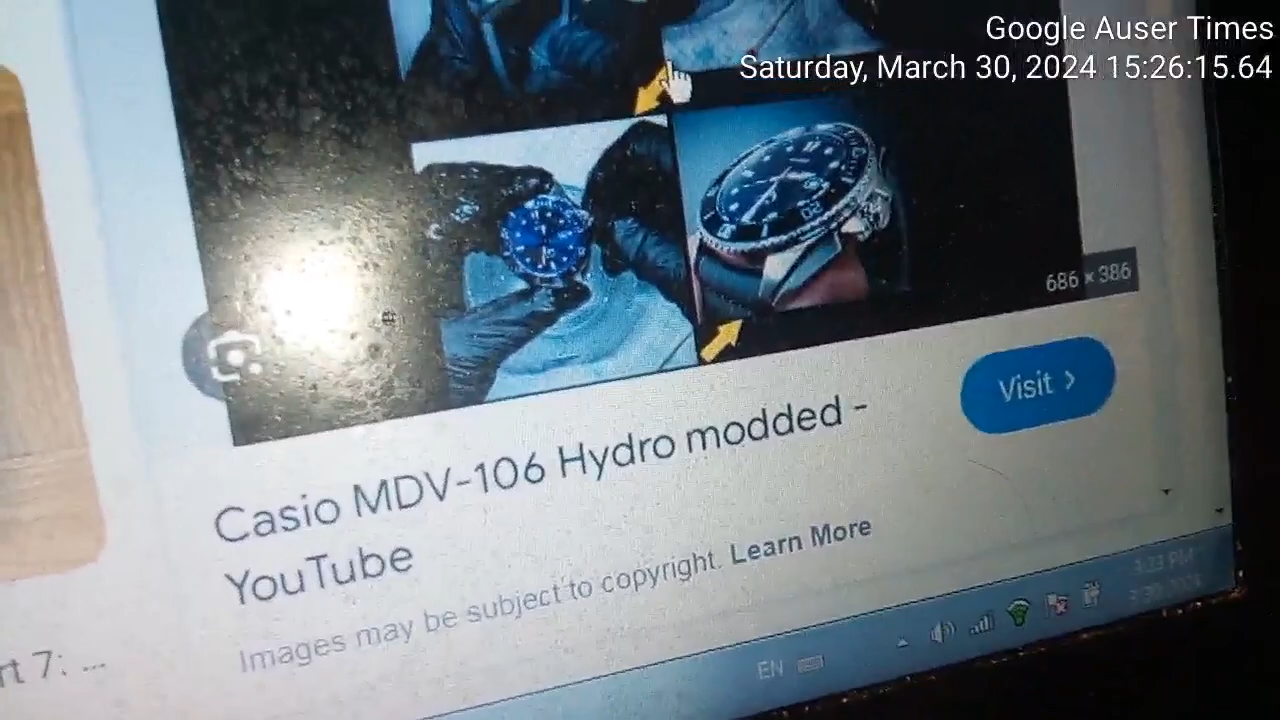 Google Auser Times
Saturday, March 30, 2024 15:26:15.64
20
686 × 386
Visit >
Casio MDV-106 Hydro modded -
YouTube
Images may be subject to copyright. Learn More
rt 7: ...
EN